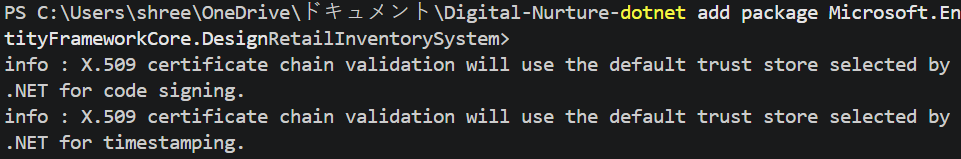 PS C:\Users\shree\OneDrive\ドキュメント\Digital-Nurture-dotnet add package Microsoft.En
tityFrameworkCore.DesignRetailInventorySystem>
info : X.509 certificate chain validation will use the default trust store selected by
.NET for code signing.
info : X.509 certificate chain validation will use the default trust store selected by
.NET for timestamping.